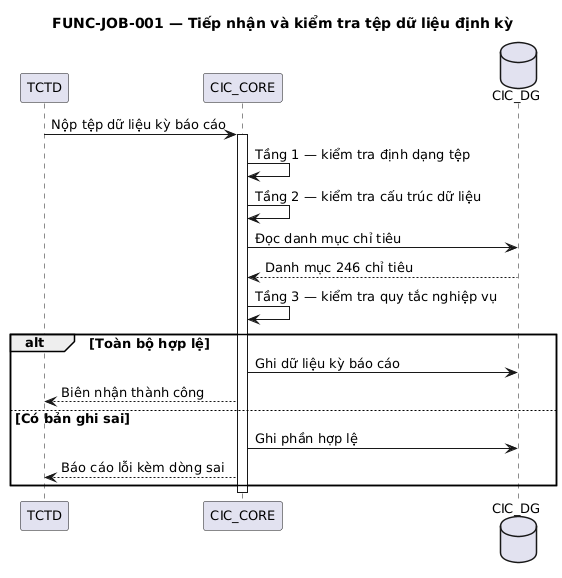 FUNC-JOB-001 — Tiếp nhận và kiểm tra tệp dữ liệu định kỳ
TCTD
CIC_CORE
CIC_DG
Nộp tệp dữ liệu kỳ báo cáo
Tầng 1 — kiểm tra định dạng tệp
Tầng 2 — kiểm tra cấu trúc dữ liệu
Đọc danh mục chỉ tiêu
Danh mục 246 chỉ tiêu
Tầng 3 — kiểm tra quy tắc nghiệp vụ
alt [Toàn bộ hợp lệ]
Ghi dữ liệu kỳ báo cáo
Biên nhận thành công
[Có bản ghi sai]
Ghi phần hợp lệ
Báo cáo lỗi kèm dòng sai
TCTD
CIC_CORE
CIC_DG